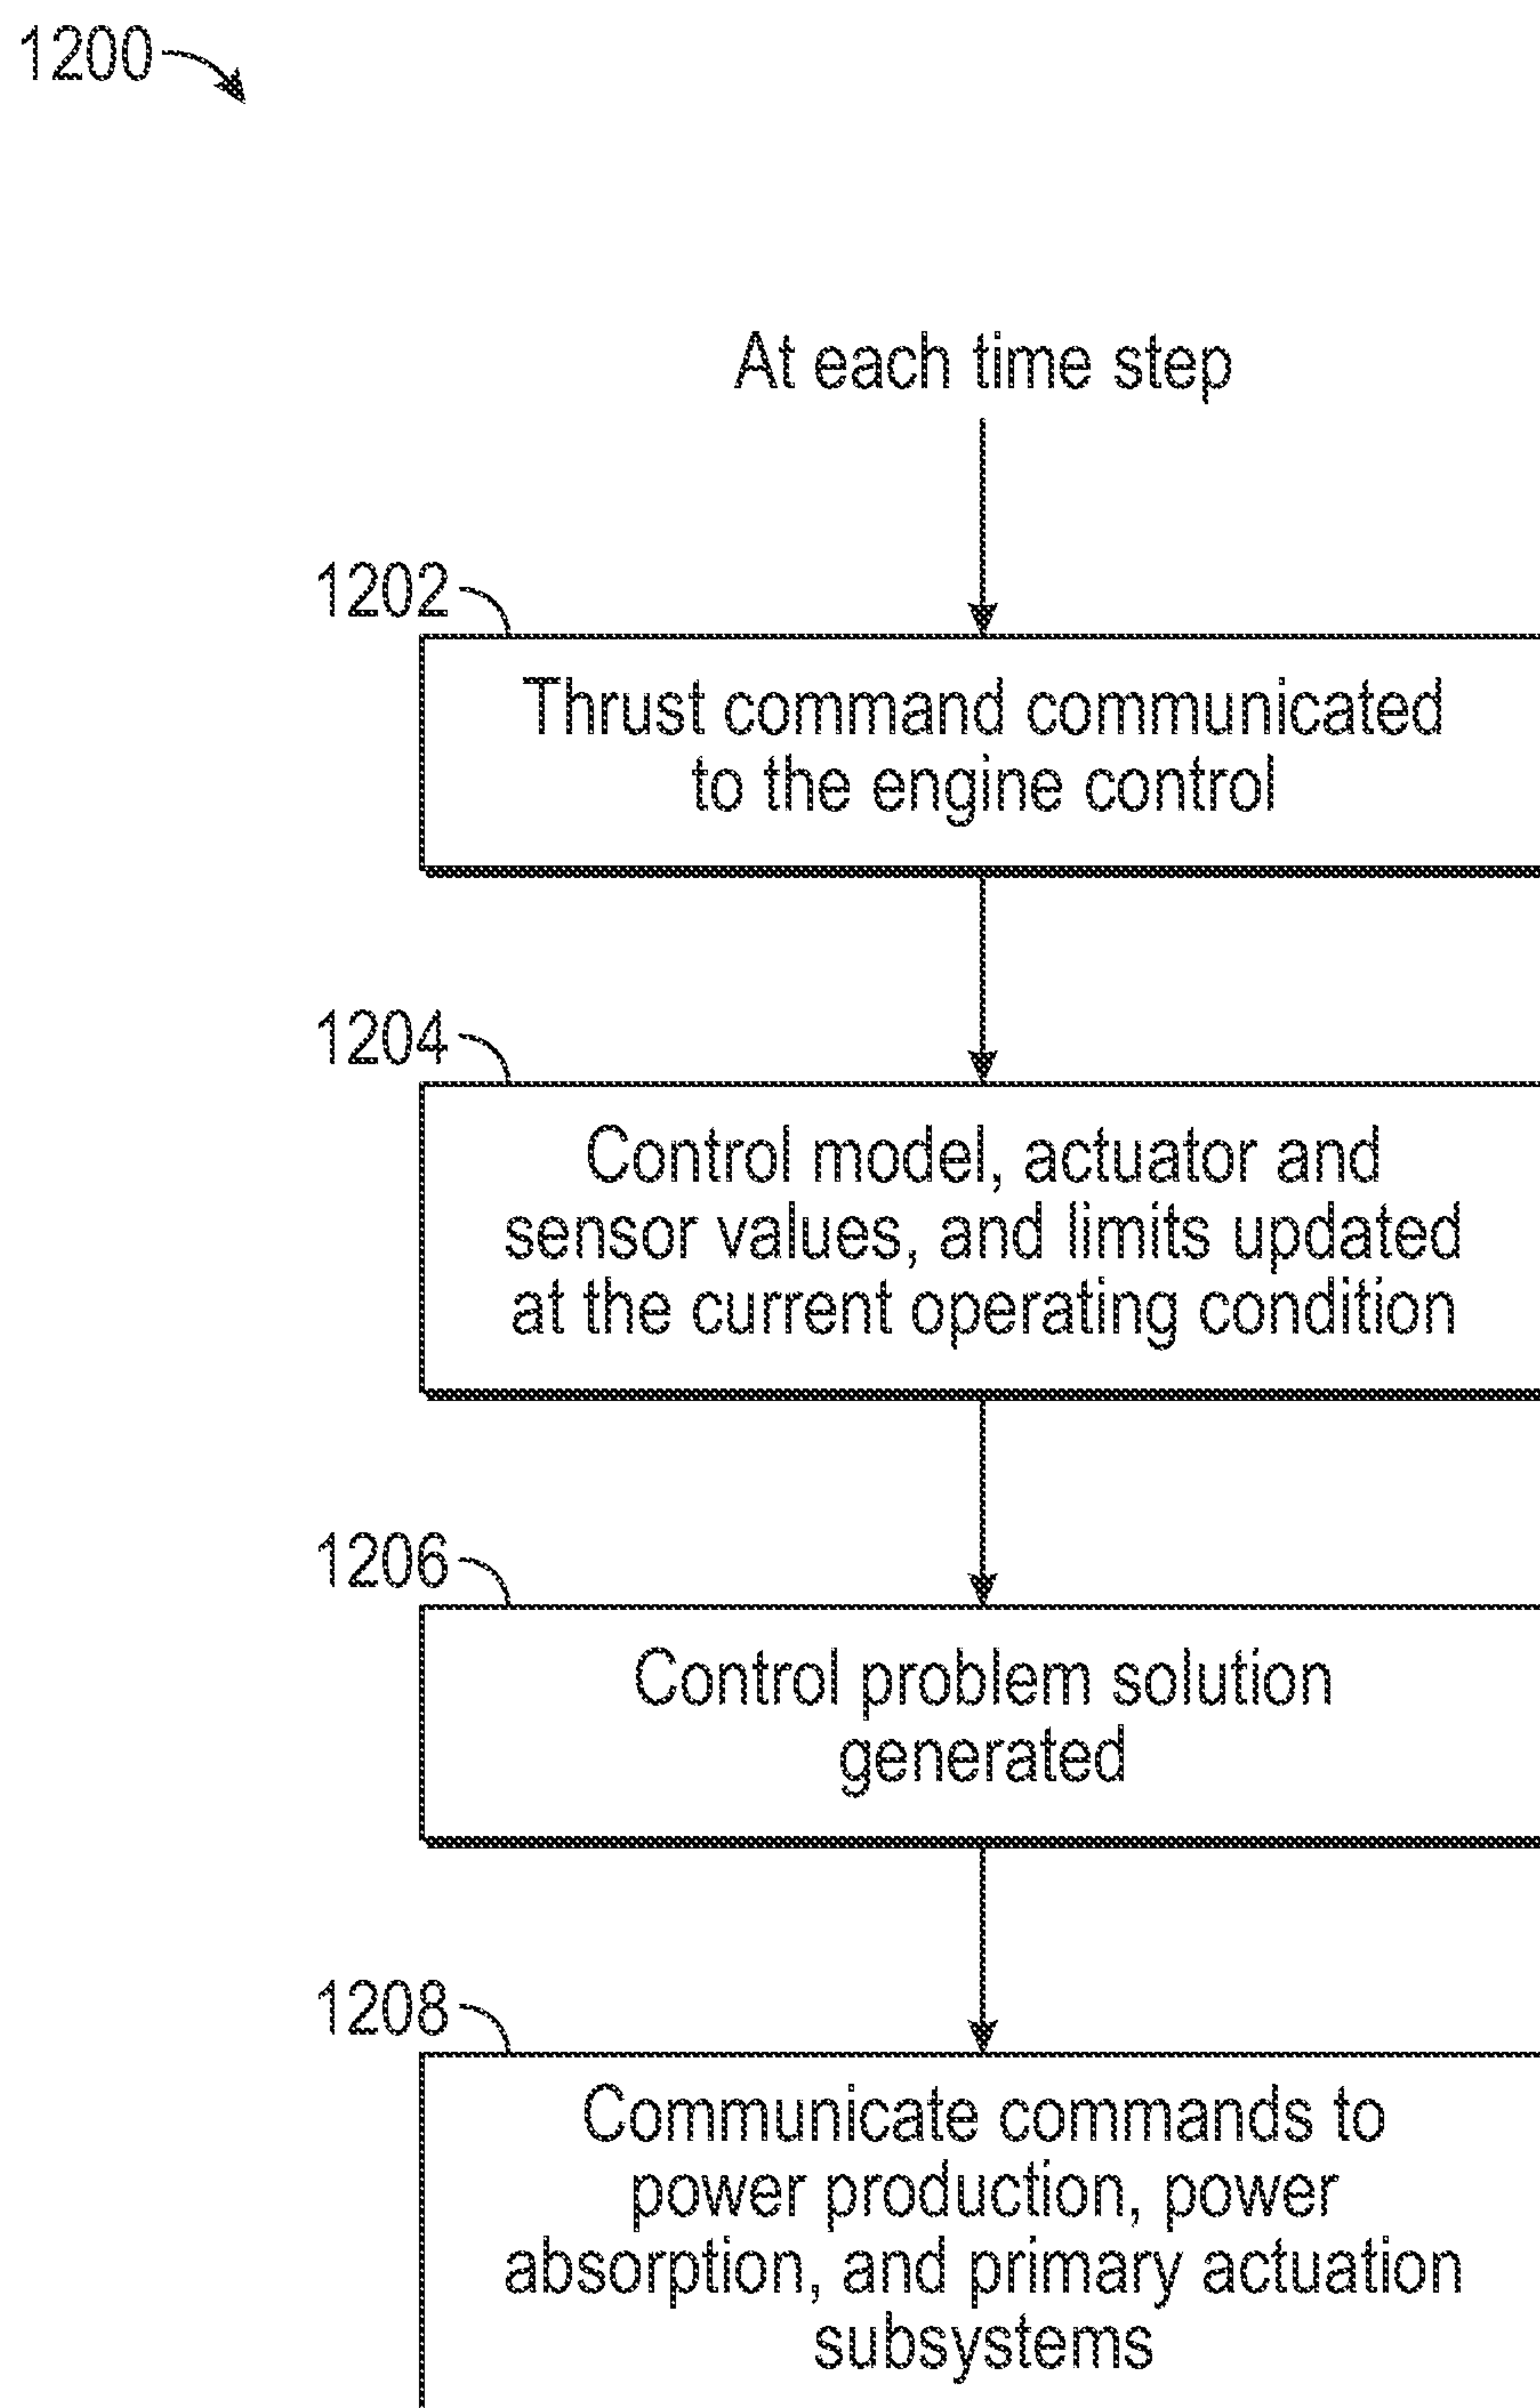 1200
At each time step
1202
Thrust command communicated
to the engine control
1204
Control model, actuator and
sensor values, and limits updated
at the current operating condition
1206
Control problem solution
generated
1208
Communicate commands to
power production, power
absorption, and primary actuation
subsystems